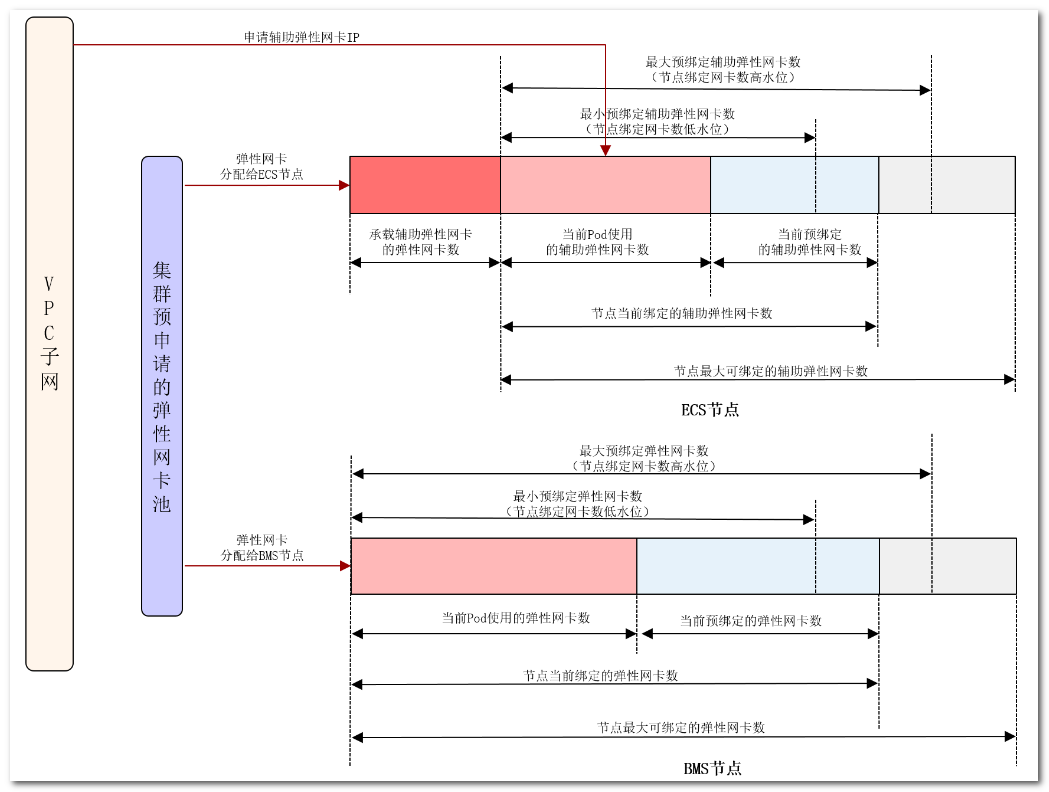 VPC子网
集群预申请的弹性网卡池
申请辅助弹性网卡IP
最大预绑定辅助弹性网卡数
（节点绑定网卡数高水位）
最小预绑定辅助弹性网卡数
（节点绑定网卡数低水位）
弹性网卡
分配给ECS节点
承载辅助弹性网卡
的弹性网卡数
当前Pod使用
的辅助弹性网卡数
当前预绑定
的辅助弹性网卡数
节点当前绑定的辅助弹性网卡数
节点最大可绑定的辅助弹性网卡数
ECS节点
最大预绑定弹性网卡数
（节点绑定网卡数高水位）
最小预绑定弹性网卡数
（节点绑定网卡数低水位）
弹性网卡
分配给BMS节点
当前Pod使用的弹性网卡数
当前预绑定的弹性网卡数
节点当前绑定的弹性网卡数
节点最大可绑定的弹性网卡数
BMS节点